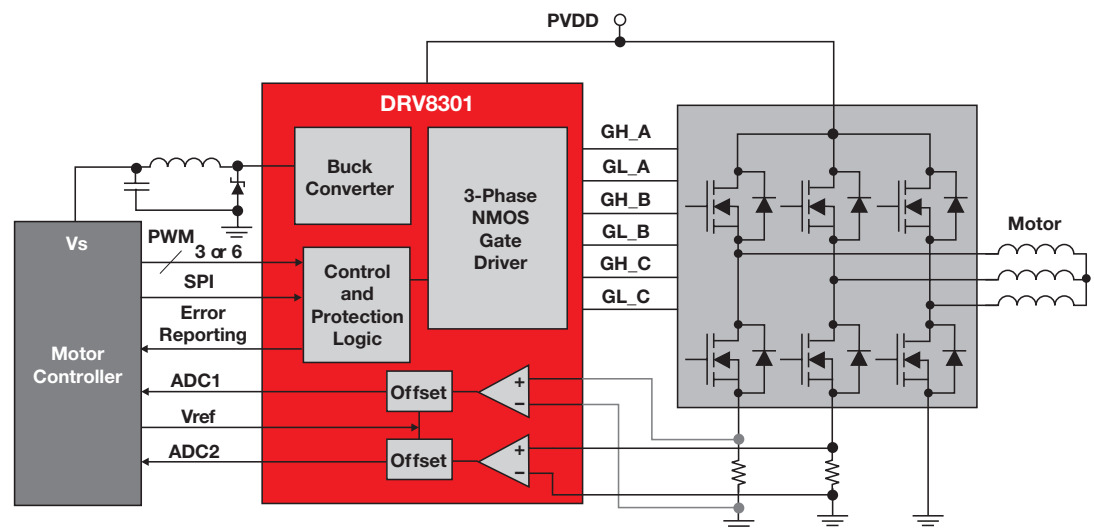 PVDD
DRV8301
Buck
Converter
3-Phase
NMOS
Gate
Driver
GH_A
GL_A
GH_B
GL_B
GH_C
GL_C
Motor
Vs
PWM
3 or 6
SPI
Error
Reporting
Control
and
Protection
Logic
Motor
Controller
ADC1
Offset
+
–
Vref
ADC2
Offset
+
–